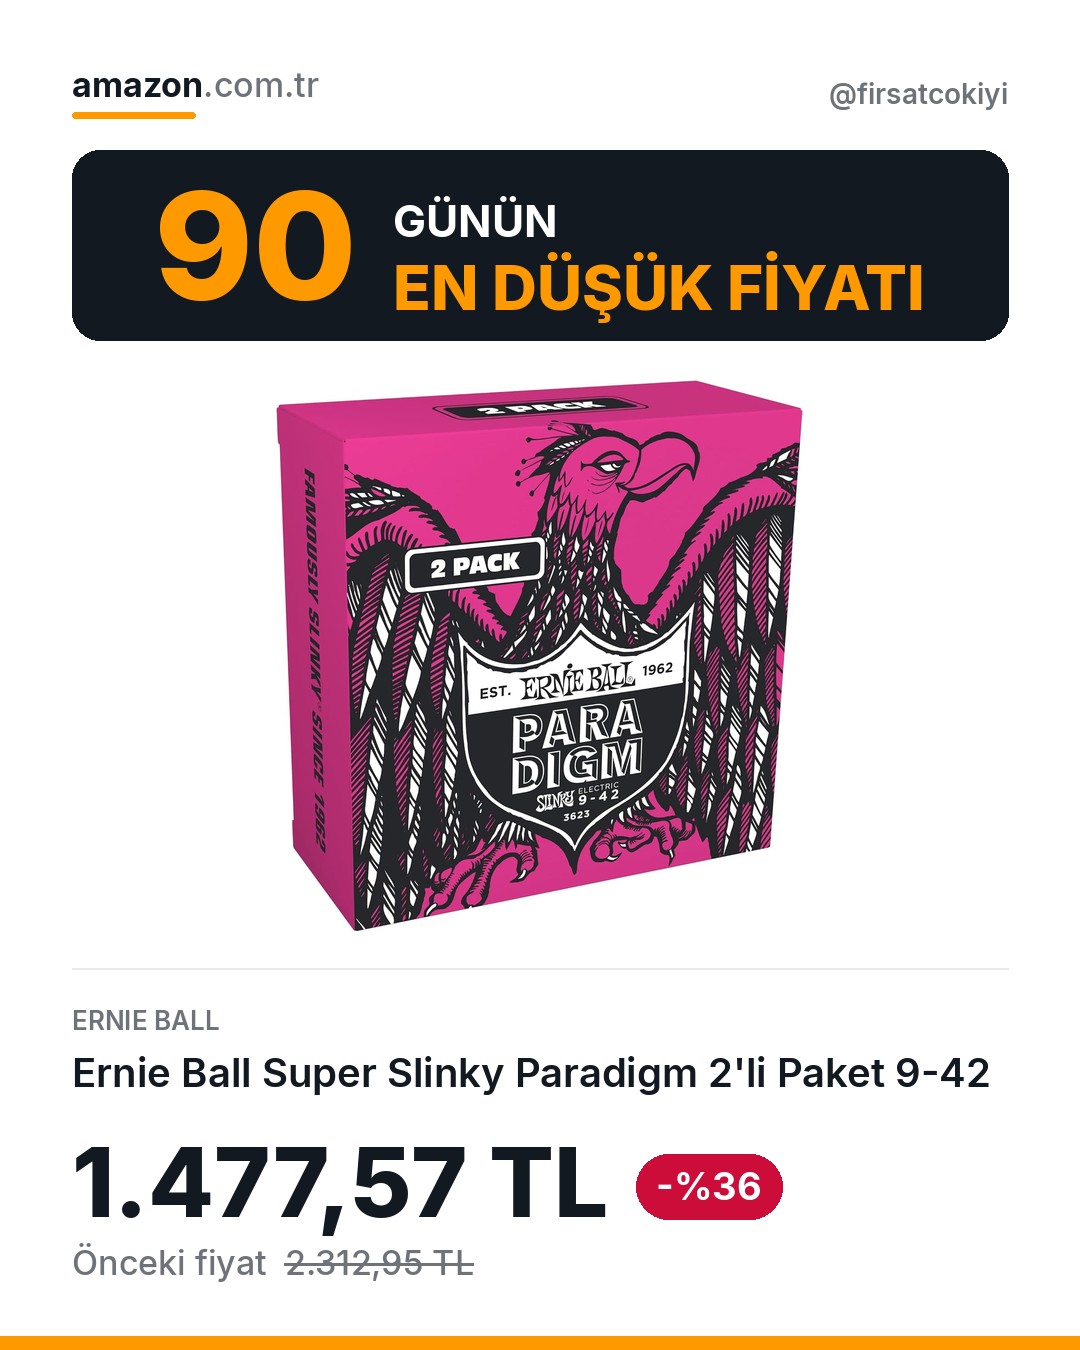 amazon.com.tr
@firsatcokiyi
90
GÜNÜN
EN DÜŞÜK FİYATI
2 PACK
2 PACK
FAMOUSLY SLINKY SINCE 1962
EST. ERNIE BALL 1962
PARA
DIGM
SLINKY ELECTRIC
9-42
3623
ERNIE BALL
Ernie Ball Super Slinky Paradigm 2'li Paket 9-42
1.477,57 TL -%36
Önceki fiyat 2.312,95 TL